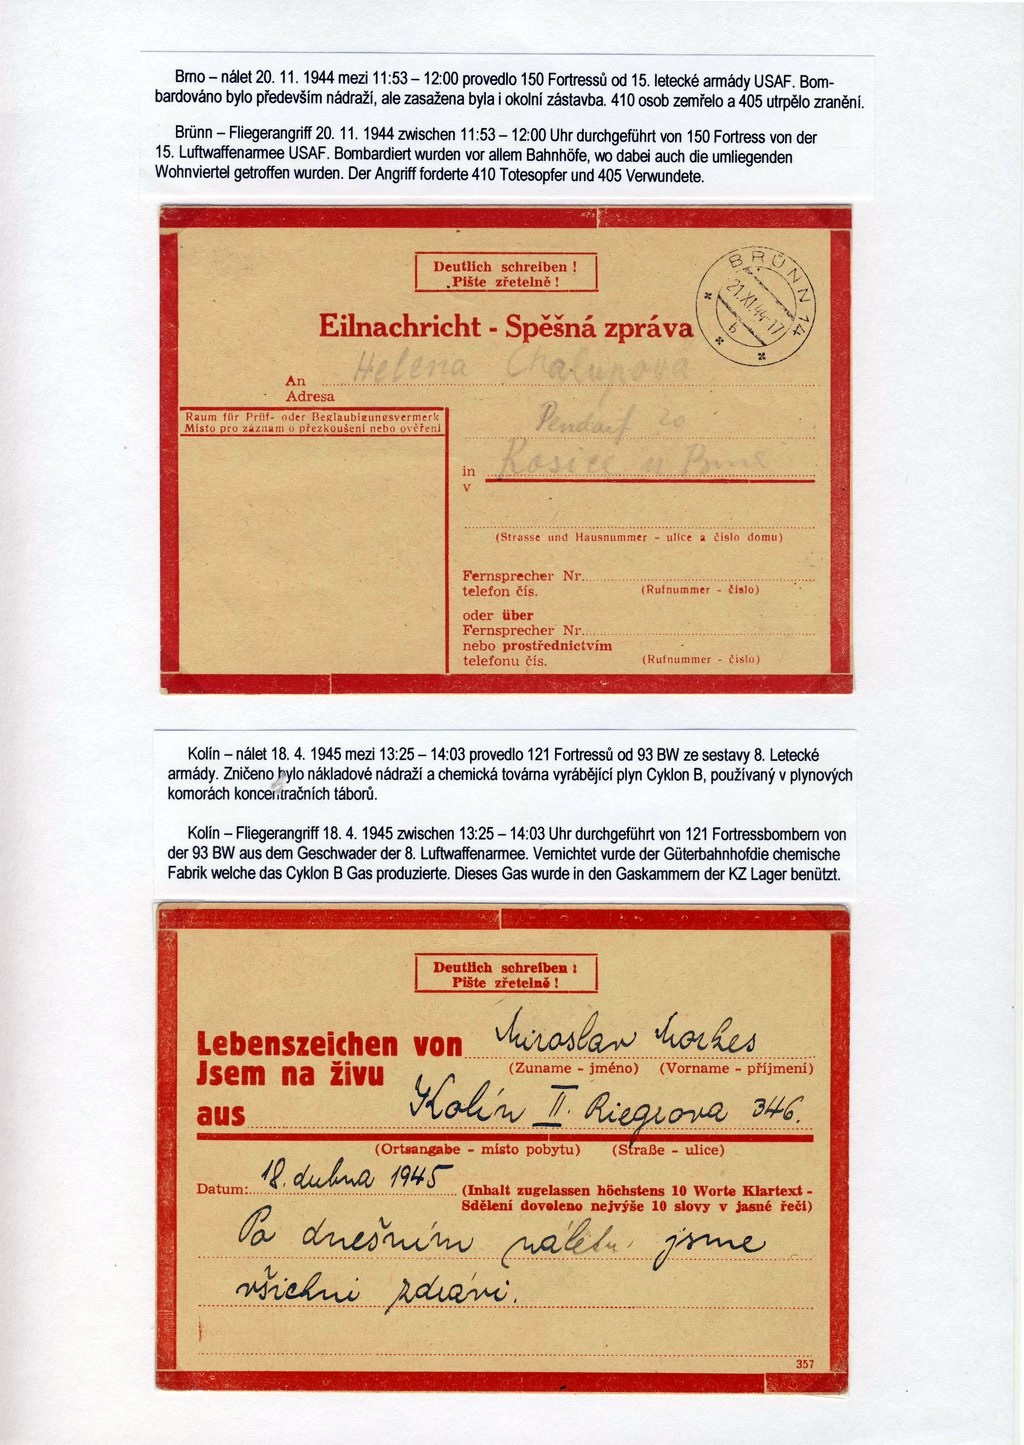 Brno – nálet 20. 11. 1944 mezi 11:53 – 12:00 provedlo 150 Fortressů od 15. letecké armády USAF. Bom-
bardováno bylo především nádraží, ale zasažena byla i okolní zástavba. 410 osob zemřelo a 405 utrpělo zranění.
Brünn – Fliegerangriff 20. 11. 1944 zwischen 11:53 – 12:00 Uhr durchgeführt von 150 Fortress von der
15. Luftwaffenarmee USAF. Bombardiert wurden vor allem Bahnhöfe, wo dabei auch die umliegenden
Wohnviertel getroffen wurden. Der Angriff forderte 410 Totesopfer und 405 Verwundete.
Deutlich schreiben !
Pište zřetelně !
BRÜNN 14
21.XI.44-17
b
Eilnachricht - Spěšná zpráva
An Helena Chalupova
Adresa
Raum für Prüf- oder Beglaubigungsvermerk
Místo pro záznam o přezkoušení nebo ověření
20
in Rosice u Brna
v
(Strasse und Hausnummer - ulice a číslo domu)
Fernsprecher Nr.
telefon čís. (Rufnummer - číslo)
oder über
Fernsprecher Nr.
nebo prostřednictvím
telefonu čís. (Rufnummer - číslo)
Kolín – nálet 18. 4. 1945 mezi 13:25 – 14:03 provedlo 121 Fortressů od 93 BW ze sestavy 8. Letecké
armády. Zničeno bylo nákladové nádraží a chemická továrna vyrábějící plyn Cyklon B, používaný v plynových
komorách koncentračních táborů.
Kolín – Fliegerangriff 18. 4. 1945 zwischen 13:25 – 14:03 Uhr durchgeführt von 121 Fortressbombern von
der 93 BW aus dem Geschwader der 8. Luftwaffenarmee. Vernichtet vurde der Güterbahnhofdie chemische
Fabrik welche das Cyklon B Gas produzierte. Dieses Gas wurde in den Gaskammern der KZ Lager benützt.
Deutlich schreiben !
Pište zřetelně !
Lebenszeichen von Miroslav Morkes
Jsem na živu (Zuname - jméno) (Vorname - příjmení)
aus Kolín II. Riegrova 346.
(Ortsangabe - místo pobytu) (Straße - ulice)
Datum: 18. dubna 1945 (Inhalt zugelassen höchstens 10 Worte Klartext -
Sdělení dovoleno nejvýše 10 slovy v jasné řeči)
Po dnešním náletu jsme
všichni zdrávi.
357